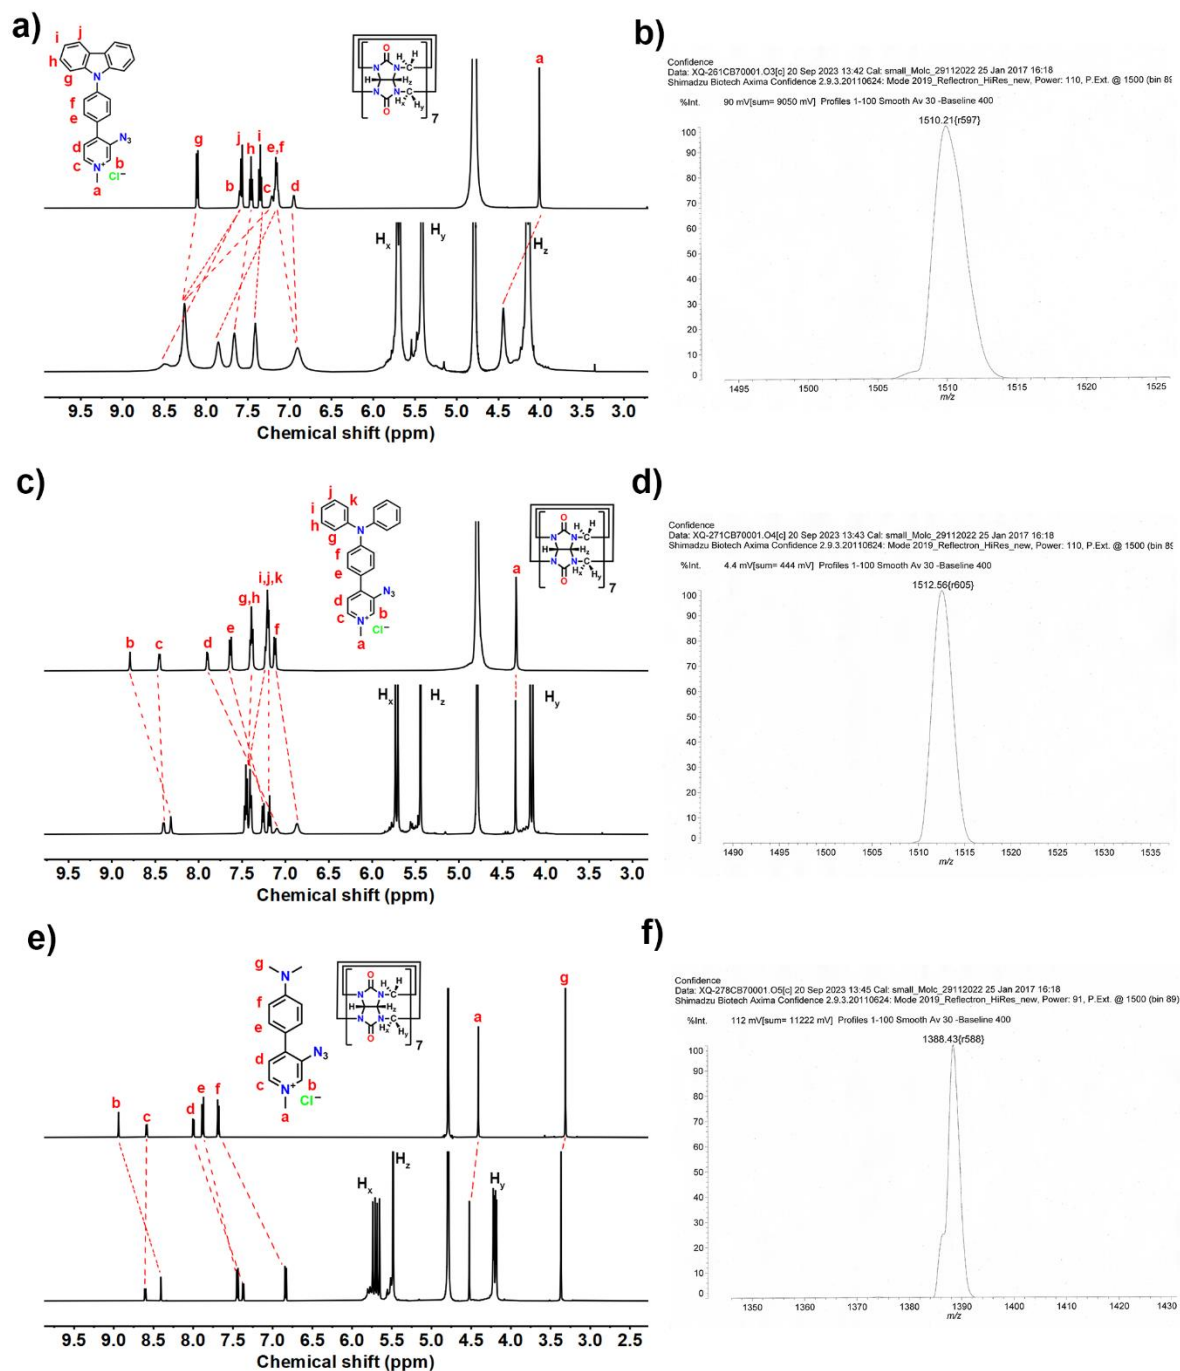 a)
j
i
h
g
N
f
e
d
N3
c
b
N+
a
Cl−
O
H
H
N
N
C
H
Hz
N
N
C
O
Hx
Hy
7
a
g
j
i
e,f
h
b
c
d
Hx
Hy
Hz
9.5 9.0 8.5 8.0 7.5 7.0 6.5 6.0 5.5 5.0 4.5 4.0 3.5 3.0
Chemical shift (ppm)
b)
Confidence
Data: XQ-261CB70001.O3[c] 20 Sep 2023 13:42 Cal: small_Molc_29112022 25 Jan 2017 16:18
Shimadzu Biotech Axima Confidence 2.9.3.20110624: Mode 2019_Reflectron_HiRes_new, Power: 110, P.Ext. @ 1500 (bin
%Int. 90 mV[sum= 9050 mV] Profiles 1-100 Smooth Av 30 -Baseline 400
1510.21{r597}
100
90
80
70
60
50
40
30
20
10
0
1495 1500 1505 1510 1515 1520 1525
m/z
c)
j
k
i
h
g
N
f
e
d
N3
c
b
N+
a
Cl−
O
H
H
N
N
C
H
Hz
N
N
C
O
Hx
Hy
7
a
i,j,k
g,h
b
c
d
e
f
Hx
Hz
Hy
9.5 9.0 8.5 8.0 7.5 7.0 6.5 6.0 5.5 5.0 4.5 4.0 3.5 3.0
Chemical shift (ppm)
d)
Confidence
Data: XQ-271CB70001.O4[c] 20 Sep 2023 13:43 Cal: small_Molc_29112022 25 Jan 2017 16:18
Shimadzu Biotech Axima Confidence 2.9.3.20110624: Mode 2019_Reflectron_HiRes_new, Power: 110, P.Ext. @ 1500 (bin
%Int. 4.4 mV[sum= 444 mV] Profiles 1-100 Smooth Av 30 -Baseline 400
1512.56{r605}
100
90
80
70
60
50
40
30
20
10
0
1490 1495 1500 1505 1510 1515 1520 1525 1530 1535
m/z
e)
g
N
f
e
d
N3
c
b
N+
a
Cl−
O
H
H
N
N
C
H
Hz
N
N
C
O
Hx
Hy
7
g
a
b
c
d
e
f
Hx
Hz
Hy
9.5 9.0 8.5 8.0 7.5 7.0 6.5 6.0 5.5 5.0 4.5 4.0 3.5 3.0 2.5
Chemical shift (ppm)
f)
Confidence
Data: XQ-278CB70001.O5[c] 20 Sep 2023 13:45 Cal: small_Molc_29112022 25 Jan 2017 16:18
Shimadzu Biotech Axima Confidence 2.9.3.20110624: Mode 2019_Reflectron_HiRes_new, Power: 91, P.Ext. @ 1500 (bin 89)
%Int. 112 mV[sum= 11222 mV] Profiles 1-100 Smooth Av 30 -Baseline 400
1388.43{r588}
100
90
80
70
60
50
40
30
20
10
0
1350 1360 1370 1380 1390 1400 1410 1420 1430
m/z